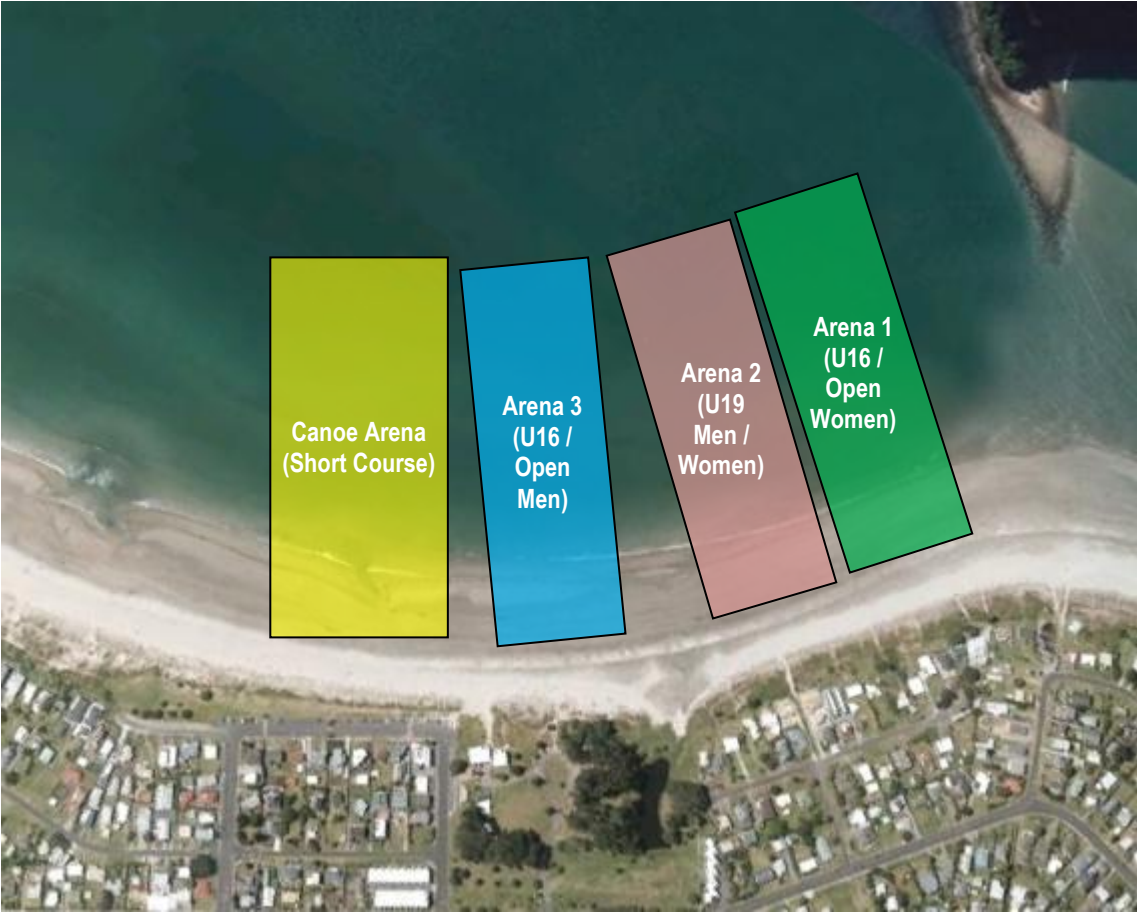 Canoe Arena
(Short Course)
Arena 3
(U16 /
Open
Men)
Arena 2
(U19
Men /
Women)
Arena 1
(U16 /
Open
Women)